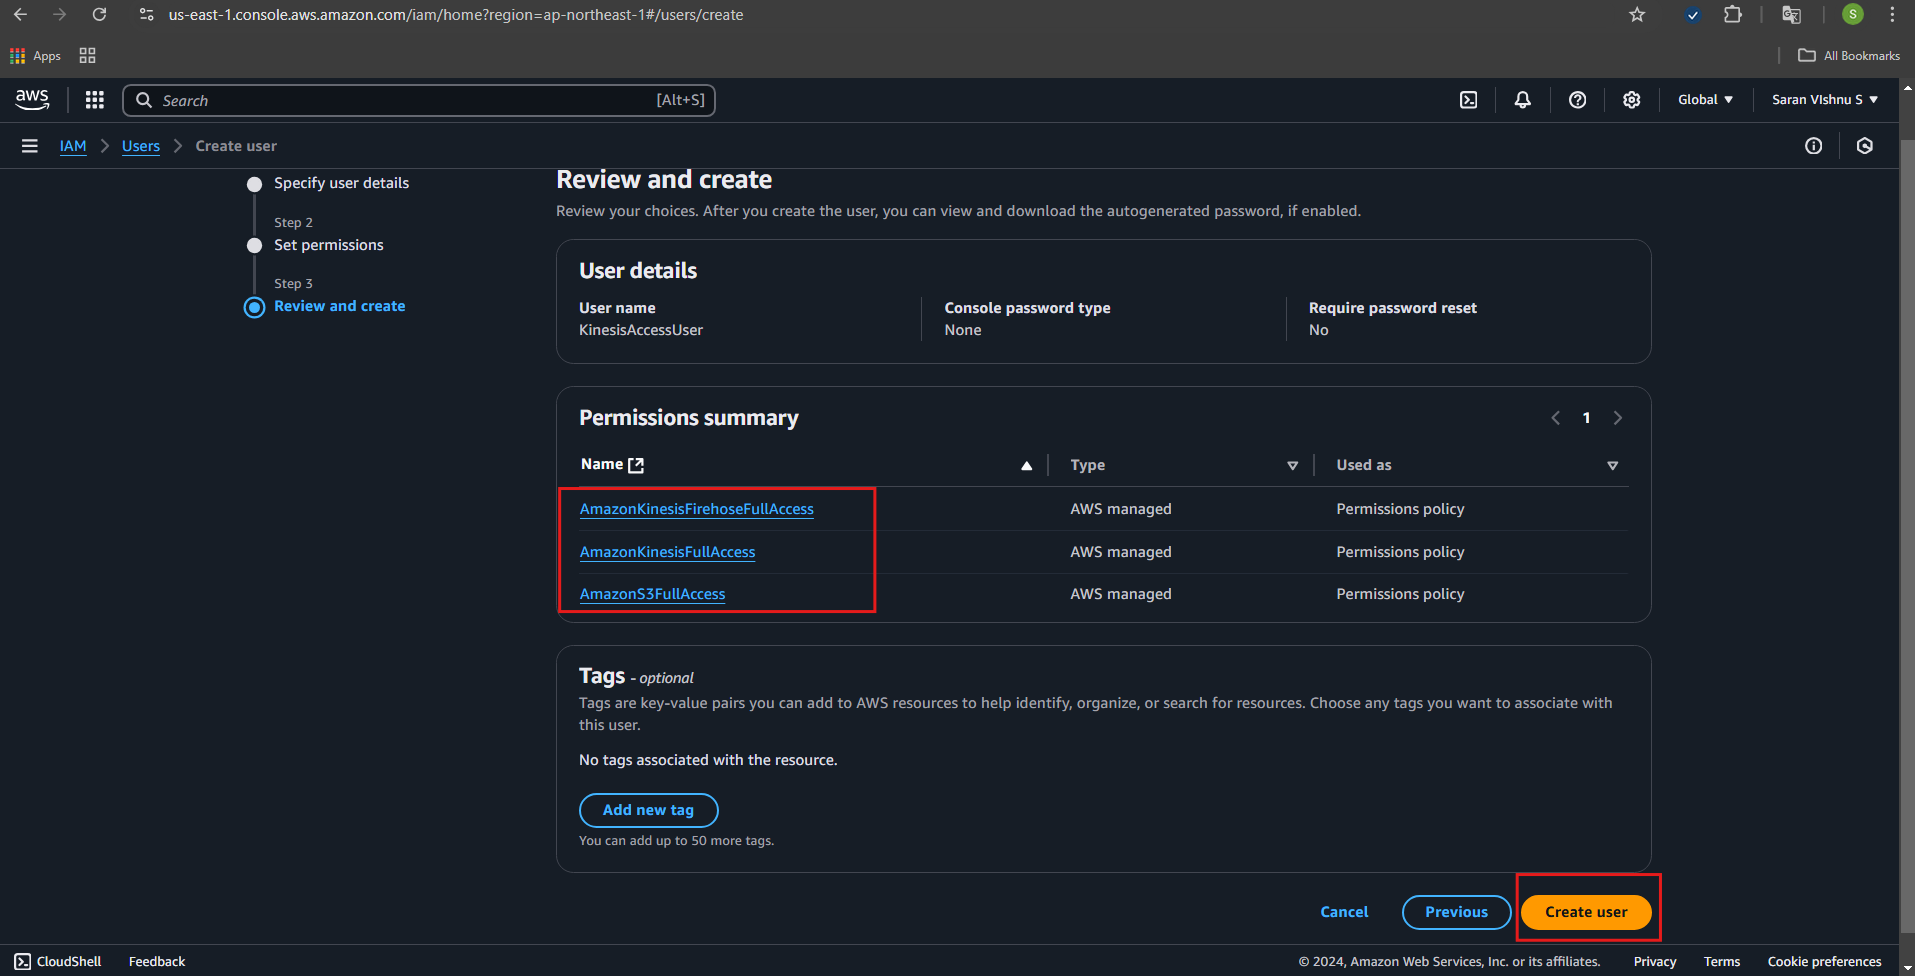 us-east-1.console.aws.amazon.com/iam/home?region=ap-northeast-1#/users/create
S
Apps
All Bookmarks
aws
Search
[Alt+S]
Global
Saran VIshnu S
IAM
Users
Create user
Specify user details
Step 2
Set permissions
Step 3
Review and create
Review and create
Review your choices. After you create the user, you can view and download the autogenerated password, if enabled.
User details
User name
KinesisAccessUser
Console password type
None
Require password reset
No
Permissions summary
1
Name
Type
Used as
AmazonKinesisFirehoseFullAccess
AWS managed
Permissions policy
AmazonKinesisFullAccess
AWS managed
Permissions policy
AmazonS3FullAccess
AWS managed
Permissions policy
Tags - optional
Tags are key-value pairs you can add to AWS resources to help identify, organize, or search for resources. Choose any tags you want to associate with
this user.
No tags associated with the resource.
Add new tag
You can add up to 50 more tags.
Cancel
Previous
Create user
CloudShell
Feedback
© 2024, Amazon Web Services, Inc. or its affiliates.
Privacy
Terms
Cookie preferences